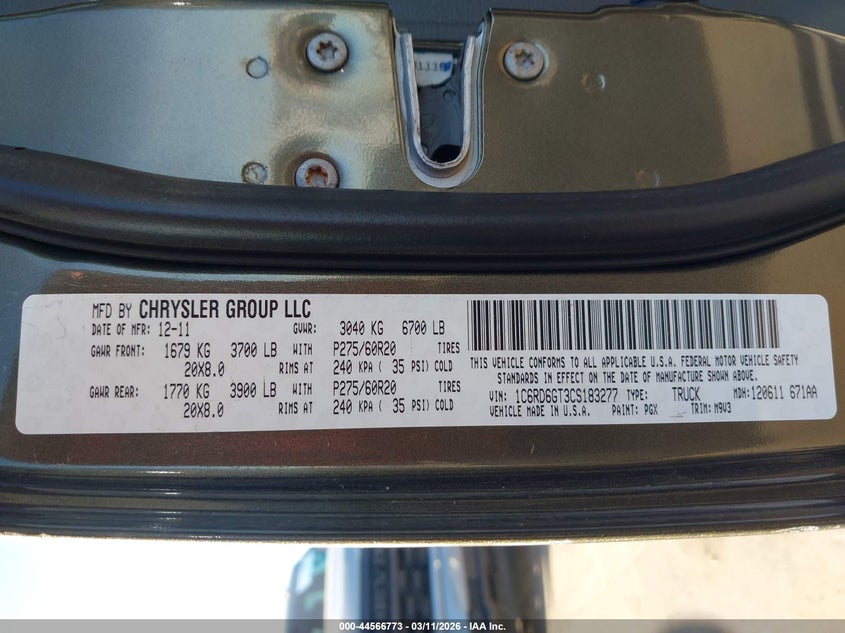 MFD BY CHRYSLER GROUP LLC
DATE OF MFR: 12-11 GVWR: 3040 KG 6700 LB
GAWR FRONT: 1679 KG 3700 LB WITH P275/60R20 TIRES
20X8.0 RIMS AT 240 KPA ( 35 PSI) COLD
GAWR REAR: 1770 KG 3900 LB WITH P275/60R20 TIRES
20X8.0 RIMS AT 240 KPA ( 35 PSI) COLD
THIS VEHICLE CONFORMS TO ALL APPLICABLE U.S.A. FEDERAL MOTOR VEHICLE SAFETY
STANDARDS IN EFFECT ON THE DATE OF MANUFACTURE SHOWN ABOVE.
VIN: 1C6RD6GT3CS183277 TYPE: TRUCK MDH: 120611 671AA
VEHICLE MADE IN U.S.A. PAINT: PGX TRIM: M9V3
000-44566773 - 03/11/2026 - IAA Inc.